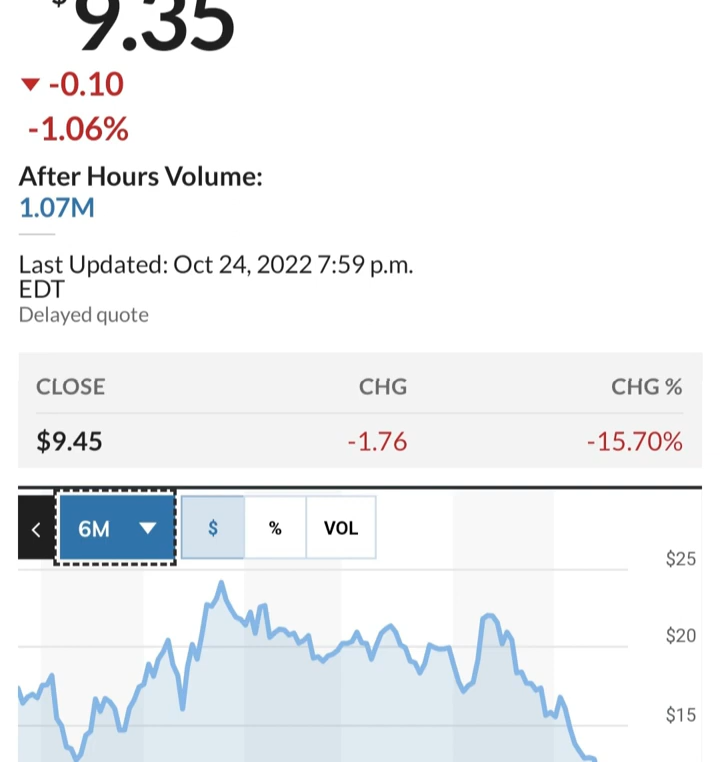 $9.35
-0.10
-1.06%
After Hours Volume:
1.07M
Last Updated: Oct 24, 2022 7:59 p.m.
EDT
Delayed quote
CLOSE CHG CHG %
$9.45 -1.76 -15.70%
6M $ % VOL
$25
$20
$15